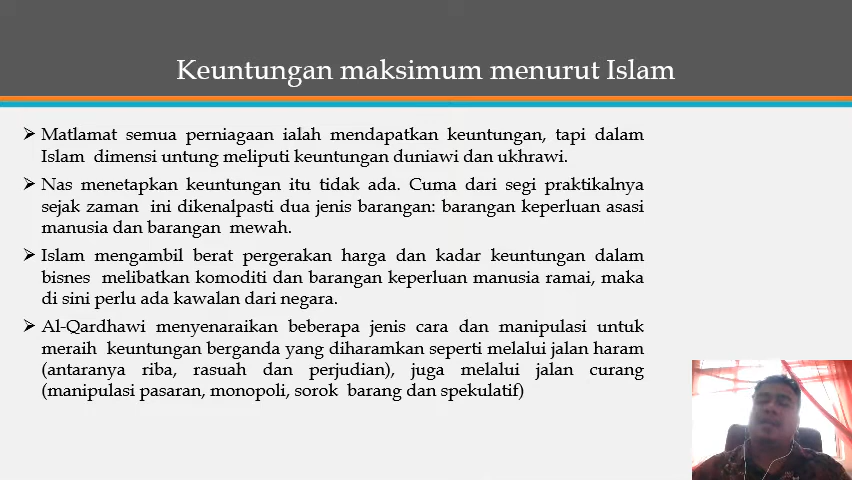 Keuntungan maksimum menurut Islam
➢ Matlamat semua perniagaan ialah mendapatkan keuntungan, tapi dalam
Islam dimensi untung meliputi keuntungan duniawi dan ukhrawi.
➢ Nas menetapkan keuntungan itu tidak ada. Cuma dari segi praktikalnya
sejak zaman ini dikenalpasti dua jenis barangan: barangan keperluan asasi
manusia dan barangan mewah.
➢ Islam mengambil berat pergerakan harga dan kadar keuntungan dalam
bisnes melibatkan komoditi dan barangan keperluan manusia ramai, maka
di sini perlu ada kawalan dari negara.
➢ Al-Qardhawi menyenaraikan beberapa jenis cara dan manipulasi untuk
meraih keuntungan berganda yang diharamkan seperti melalui jalan haram
(antaranya riba, rasuah dan perjudian), juga melalui jalan curang
(manipulasi pasaran, monopoli, sorok barang dan spekulatif)